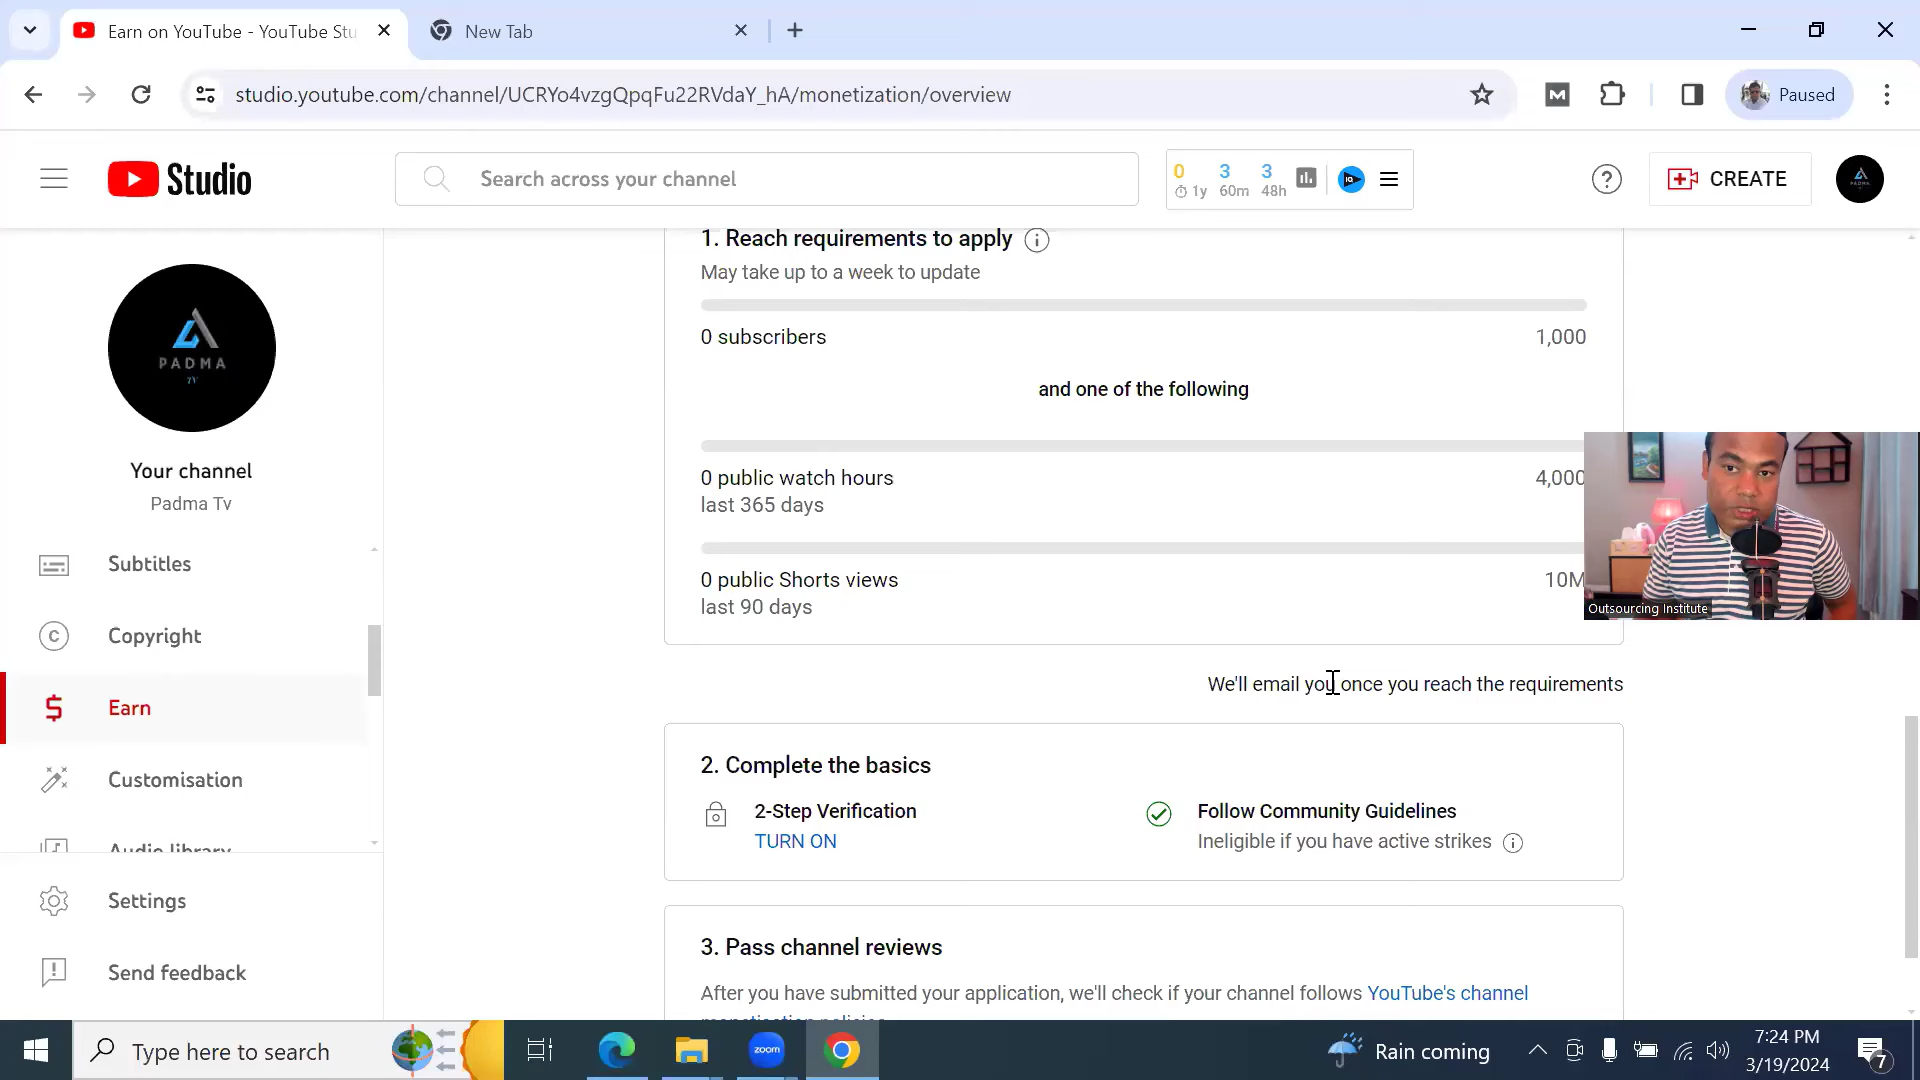 Earn on YouTube - YouTube Stu
New Tab
studio.youtube.com/channel/UCRYo4vzgQpqFu22RVdaY_hA/monetization/overview
Paused
Studio
Search across your channel
0 3 3
1y 60m 48h
CREATE
PADMA
TV
Your channel
Padma Tv
Subtitles
Copyright
Earn
Customisation
Audio library
Settings
Send feedback
1. Reach requirements to apply
May take up to a week to update
0 subscribers 1,000
and one of the following
0 public watch hours 4,000
last 365 days
0 public Shorts views 10M
last 90 days
Outsourcing Institute
We'll email you once you reach the requirements
2. Complete the basics
2-Step Verification
TURN ON
Follow Community Guidelines
Ineligible if you have active strikes
3. Pass channel reviews
After you have submitted your application, we'll check if your channel follows YouTube's channel
monetisation policies
Type here to search
zoom
Rain coming
7:24 PM
3/19/2024
7